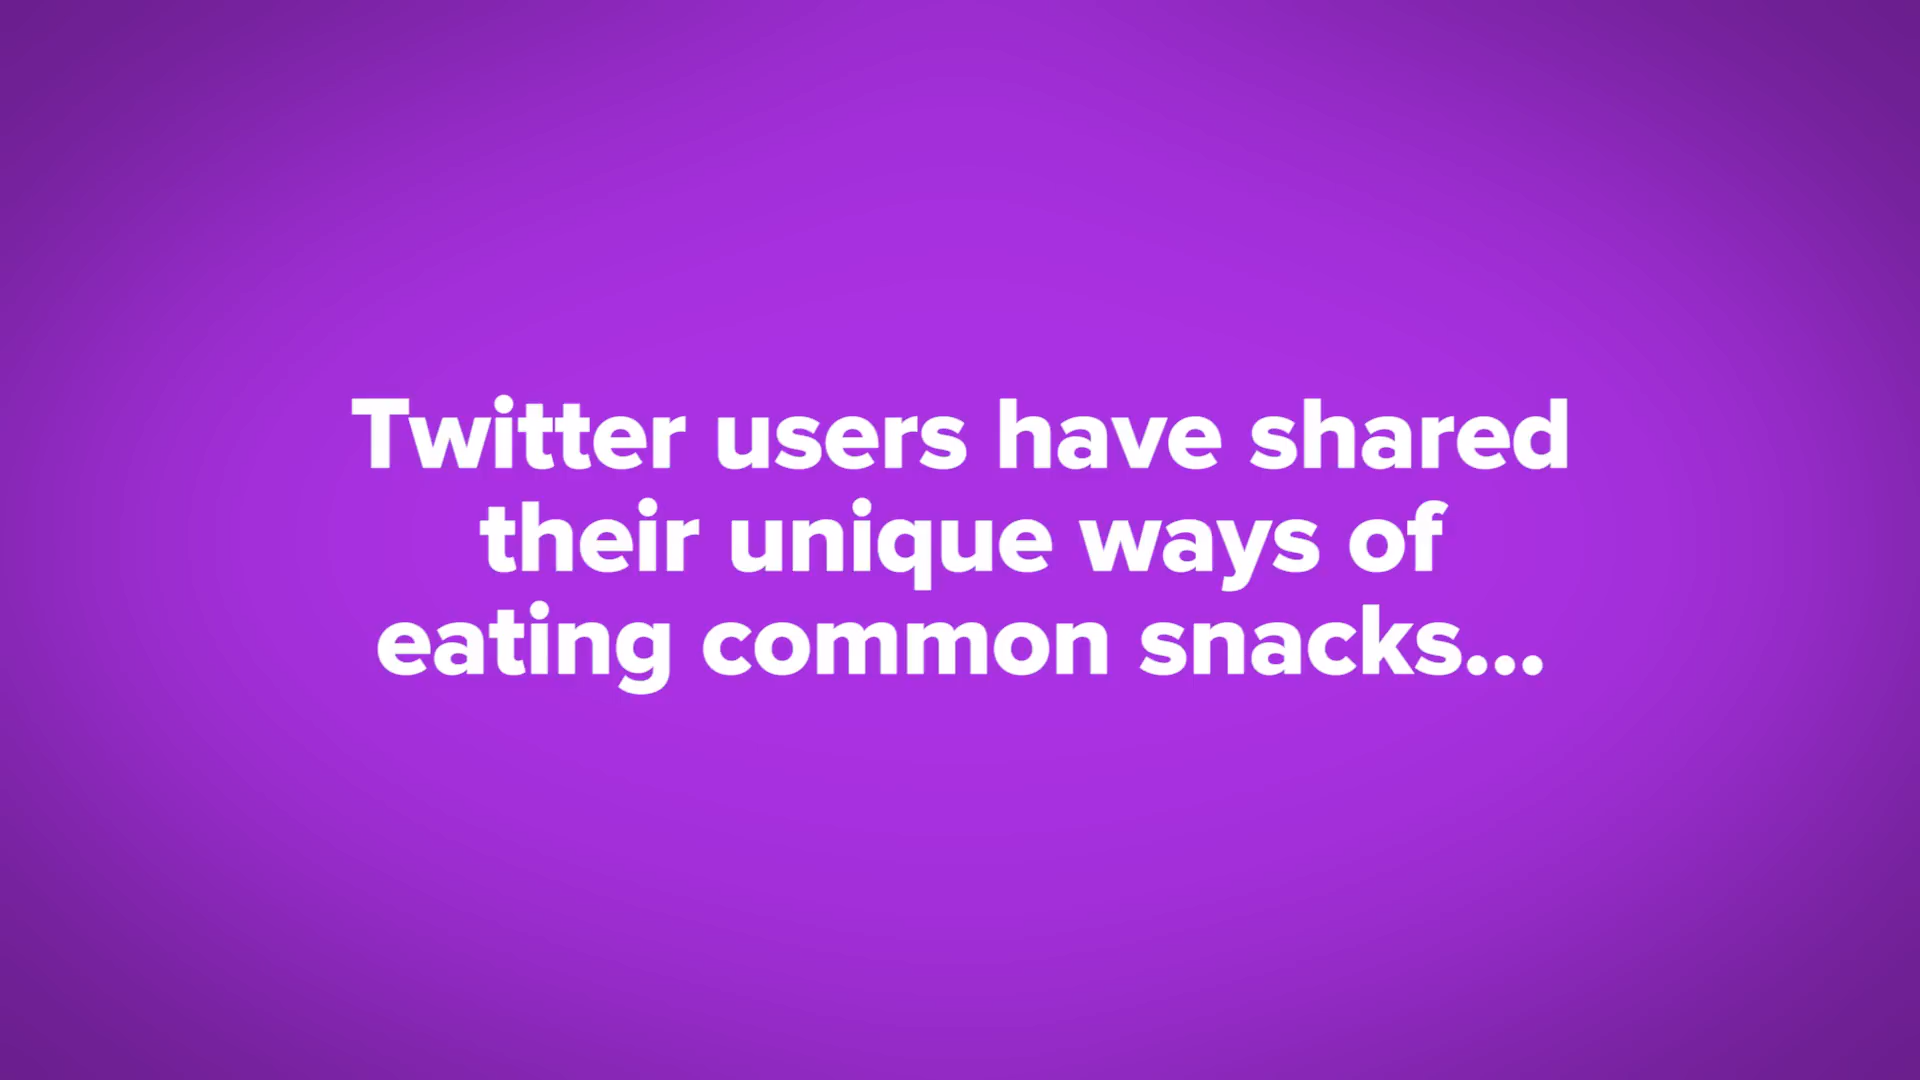 Twitter users have shared
their unique ways of
eating common snacks...